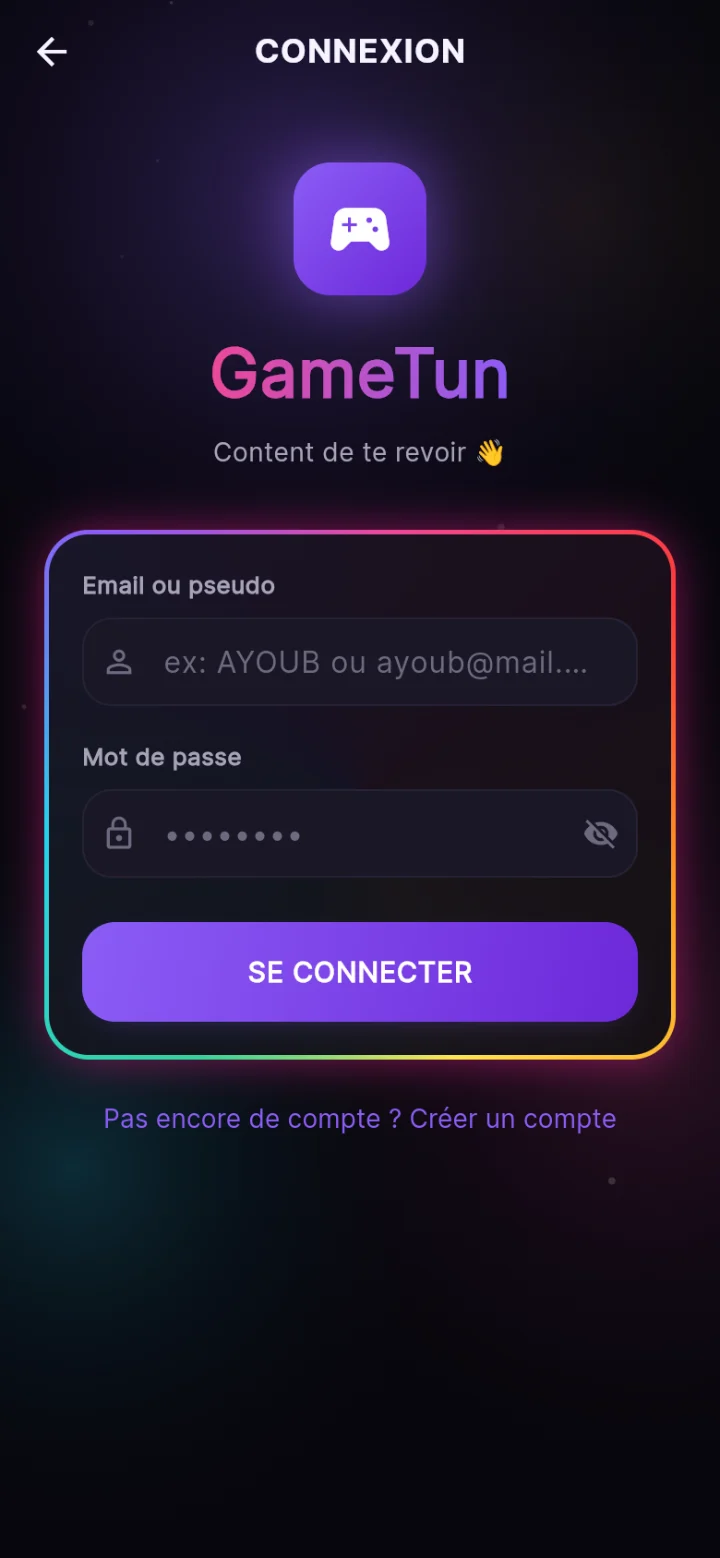 CONNEXION
GameTun
Content de te revoir 👋
Email ou pseudo
ex: AYOUB ou ayoub@mail....
Mot de passe
••••••••
SE CONNECTER
Pas encore de compte ? Créer un compte